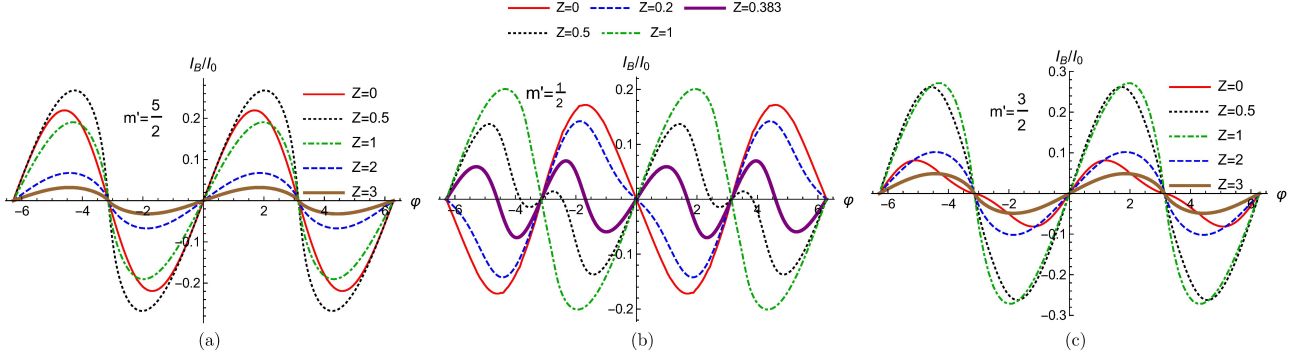 Z=0 Z=0.2 Z=0.383
Z=0.5 Z=1
I_B/I_0
m'=5/2
Z=0
Z=0.5
Z=1
Z=2
Z=3
0.2
0.1
-0.1
-0.2
-6 -4 -2 2 4 6 φ
(a)
I_B/I_0
m'=1/2
0.2
0.1
-0.1
-0.2
-6 -4 -2 2 4 6 φ
(b)
I_B/I_0
m'=3/2
Z=0
Z=0.5
Z=1
Z=2
Z=3
0.3
0.2
0.1
-0.1
-0.2
-0.3
-6 -4 -2 2 4 6 φ
(c)